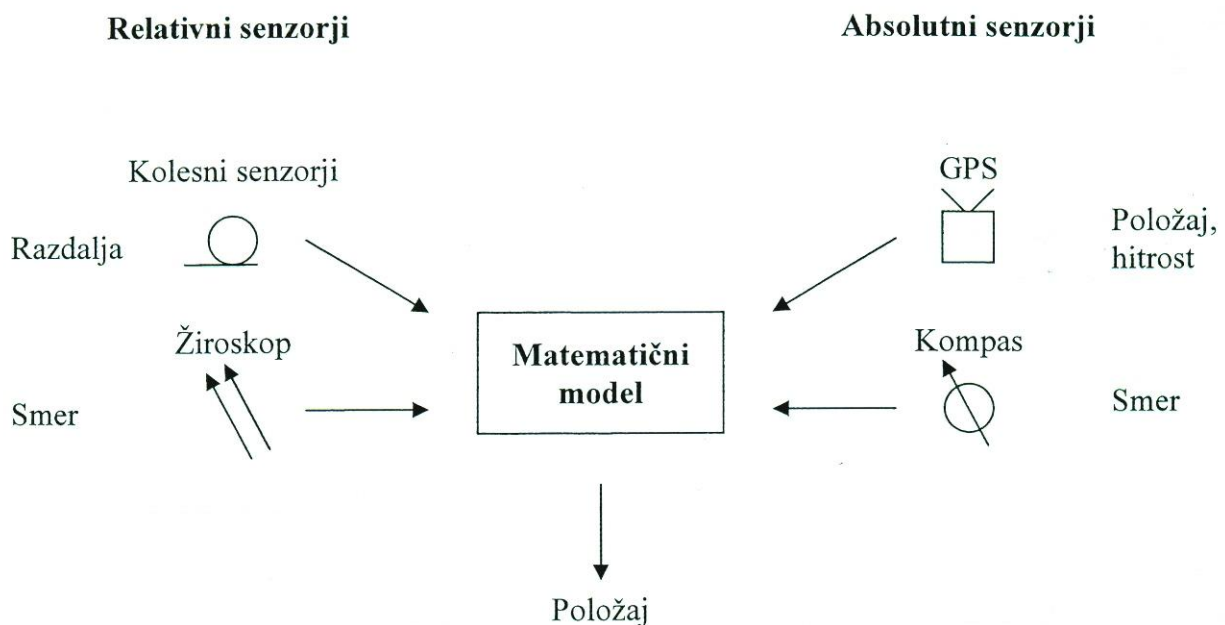 Relativni senzorji
Absolutni senzorji
Kolesni senzorji
GPS
Razdalja
Položaj,
hitrost
Žiroskop
Matematični
model
Kompas
Smer
Smer
Položaj